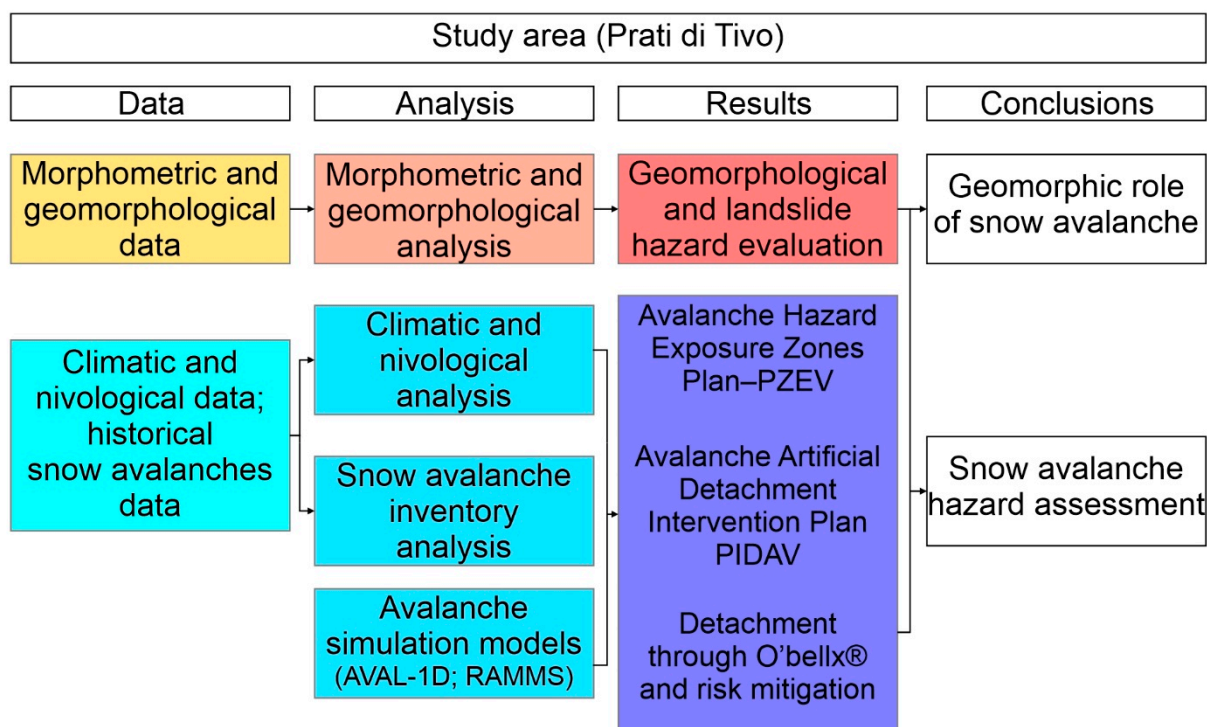 Study area (Prati di Tivo)
Data
Analysis
Results
Conclusions
Morphometric and
geomorphological
data
Morphometric and
geomorphological
analysis
Geomorphological
and landslide
hazard evaluation
Geomorphic role
of snow avalanche
Climatic and
nivological data;
historical
snow avalanches
data
Climatic and
nivological
analysis
Snow avalanche
inventory
analysis
Avalanche
simulation models
(AVAL-1D; RAMMS)
Avalanche Hazard
Exposure Zones
Plan–PZEV
Avalanche Artificial
Detachment
Intervention Plan
PIDAV
Detachment
through O'bellx®
and risk mitigation
Snow avalanche
hazard assessment